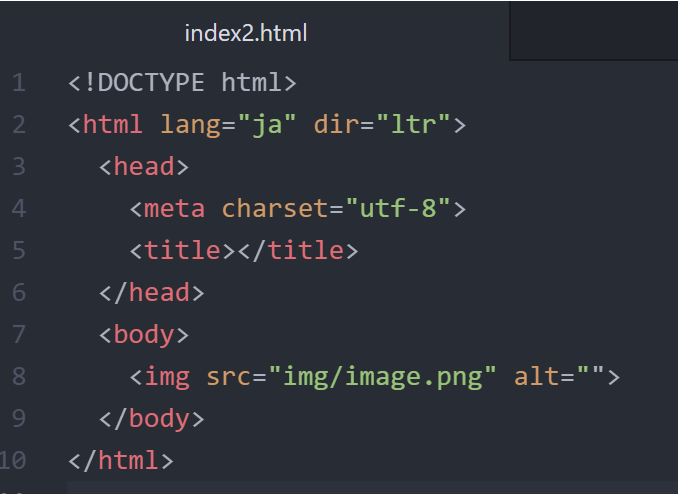 index2.html
1 <!DOCTYPE html>
2 <html lang="ja" dir="ltr">
3 <head>
4 <meta charset="utf-8">
5 <title></title>
6 </head>
7 <body>
8 <img src="img/image.png" alt="">
9 </body>
10 </html>